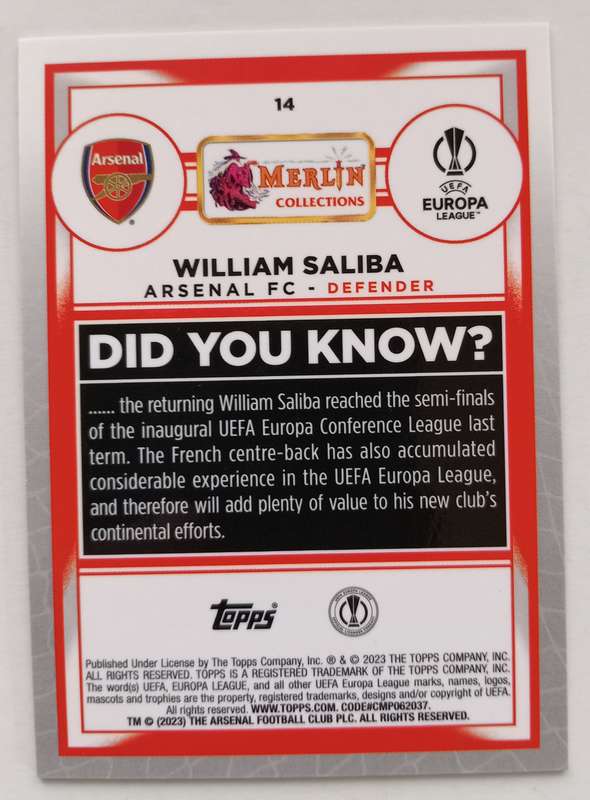 14
Arsenal
MERLIN
COLLECTIONS
UEFA
EUROPA
LEAGUE™
WILLIAM SALIBA
ARSENAL FC - DEFENDER
DID YOU KNOW?
...... the returning William Saliba reached the semi-finals
of the inaugural UEFA Europa Conference League last
term. The French centre-back has also accumulated
considerable experience in the UEFA Europa League,
and therefore will add plenty of value to his new club's
continental efforts.
Topps®
Published Under License by The Topps Company, Inc. ® & © 2023 THE TOPPS COMPANY, INC.
ALL RIGHTS RESERVED. TOPPS IS A REGISTERED TRADEMARK OF THE TOPPS COMPANY, INC.
The word(s) UEFA, EUROPA LEAGUE, and all other UEFA Europa League marks, names, logos,
mascots and trophies are the property, registered trademarks, designs and/or copyright of UEFA.
All rights reserved. WWW.TOPPS.COM. CODE#CMP062037.
TM © (2023) THE ARSENAL FOOTBALL CLUB PLC. ALL RIGHTS RESERVED.